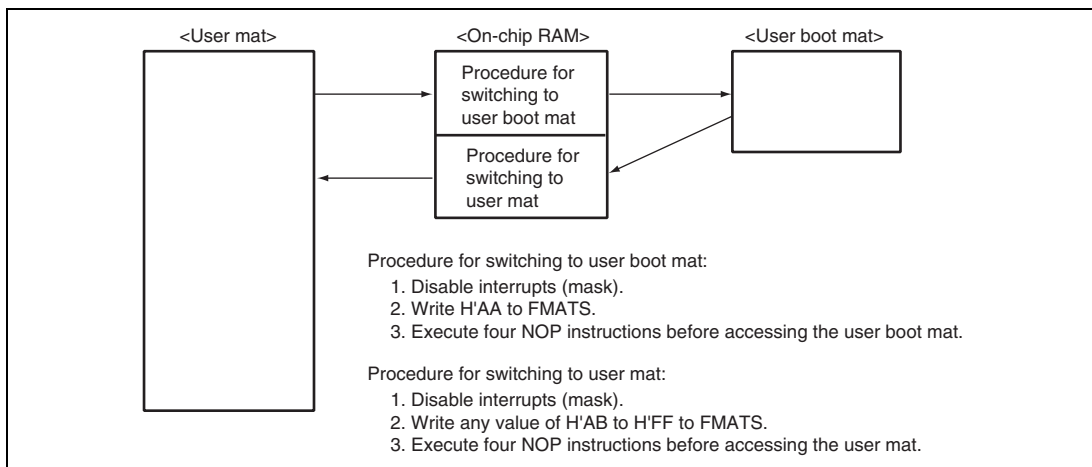 <User mat>
<On-chip RAM>
<User boot mat>
Procedure for
switching to
user boot mat
Procedure for
switching to
user mat
Procedure for switching to user boot mat:
1. Disable interrupts (mask).
2. Write H'AA to FMATS.
3. Execute four NOP instructions before accessing the user boot mat.
Procedure for switching to user mat:
1. Disable interrupts (mask).
2. Write any value of H'AB to H'FF to FMATS.
3. Execute four NOP instructions before accessing the user mat.